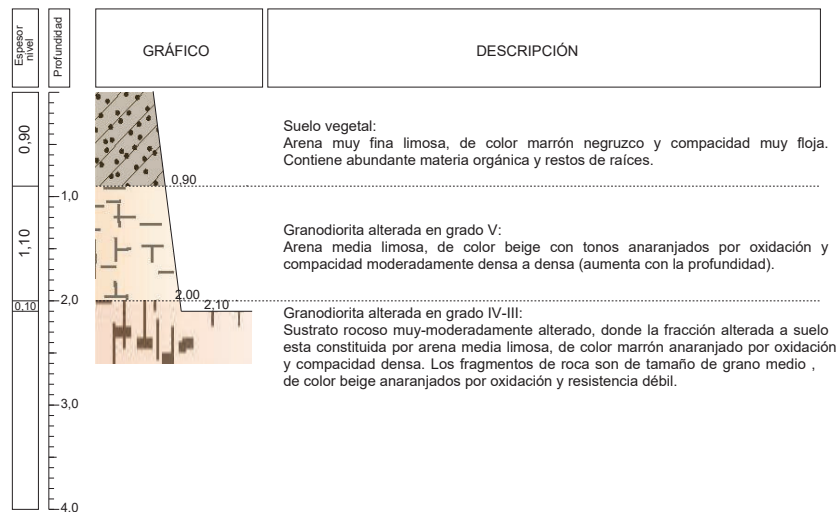 Espesor
nivel
Profundidad
GRÁFICO
DESCRIPCIÓN
0,90
Suelo vegetal:
Arena muy fina limosa, de color marrón negruzco y compacidad muy floja.
Contiene abundante materia orgánica y restos de raíces.
0,90
1,0
1,10
Granodiorita alterada en grado V:
Arena media limosa, de color beige con tonos anaranjados por oxidación y
compacidad moderadamente densa a densa (aumenta con la profundidad).
0,10
2,0
2,00
2,10
Granodiorita alterada en grado IV-III:
Sustrato rocoso muy-moderadamente alterado, donde la fracción alterada a suelo
esta constituida por arena media limosa, de color marrón anaranjado por oxidación
y compacidad densa. Los fragmentos de roca son de tamaño de grano medio ,
de color beige anaranjados por oxidación y resistencia débil.
3,0
4,0